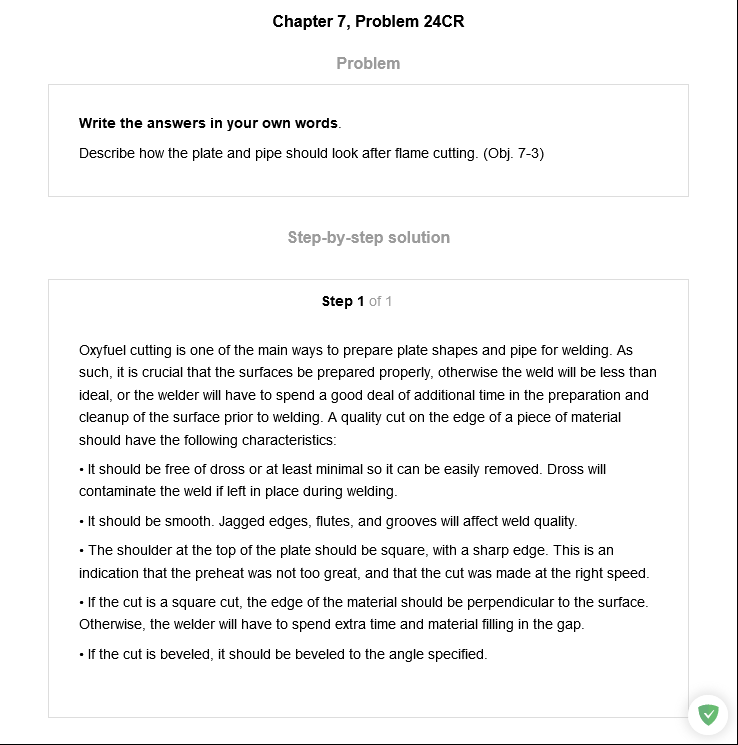 Chapter 7, Problem 24CR
Problem
Write the answers in your own words.
Describe how the plate and pipe should look after flame cutting. (Obj. 7-3)
Step-by-step solution
Step 1 of 1
Oxyfuel cutting is one of the main ways to prepare plate shapes and pipe for welding. As
such, it is crucial that the surfaces be prepared properly, otherwise the weld will be less than
ideal, or the welder will have to spend a good deal of additional time in the preparation and
cleanup of the surface prior to welding. A quality cut on the edge of a piece of material
should have the following characteristics:
• It should be free of dross or at least minimal so it can be easily removed. Dross will
contaminate the weld if left in place during welding.
• It should be smooth. Jagged edges, flutes, and grooves will affect weld quality.
• The shoulder at the top of the plate should be square, with a sharp edge. This is an
indication that the preheat was not too great, and that the cut was made at the right speed.
• If the cut is a square cut, the edge of the material should be perpendicular to the surface.
Otherwise, the welder will have to spend extra time and material filling in the gap.
• If the cut is beveled, it should be beveled to the angle specified.